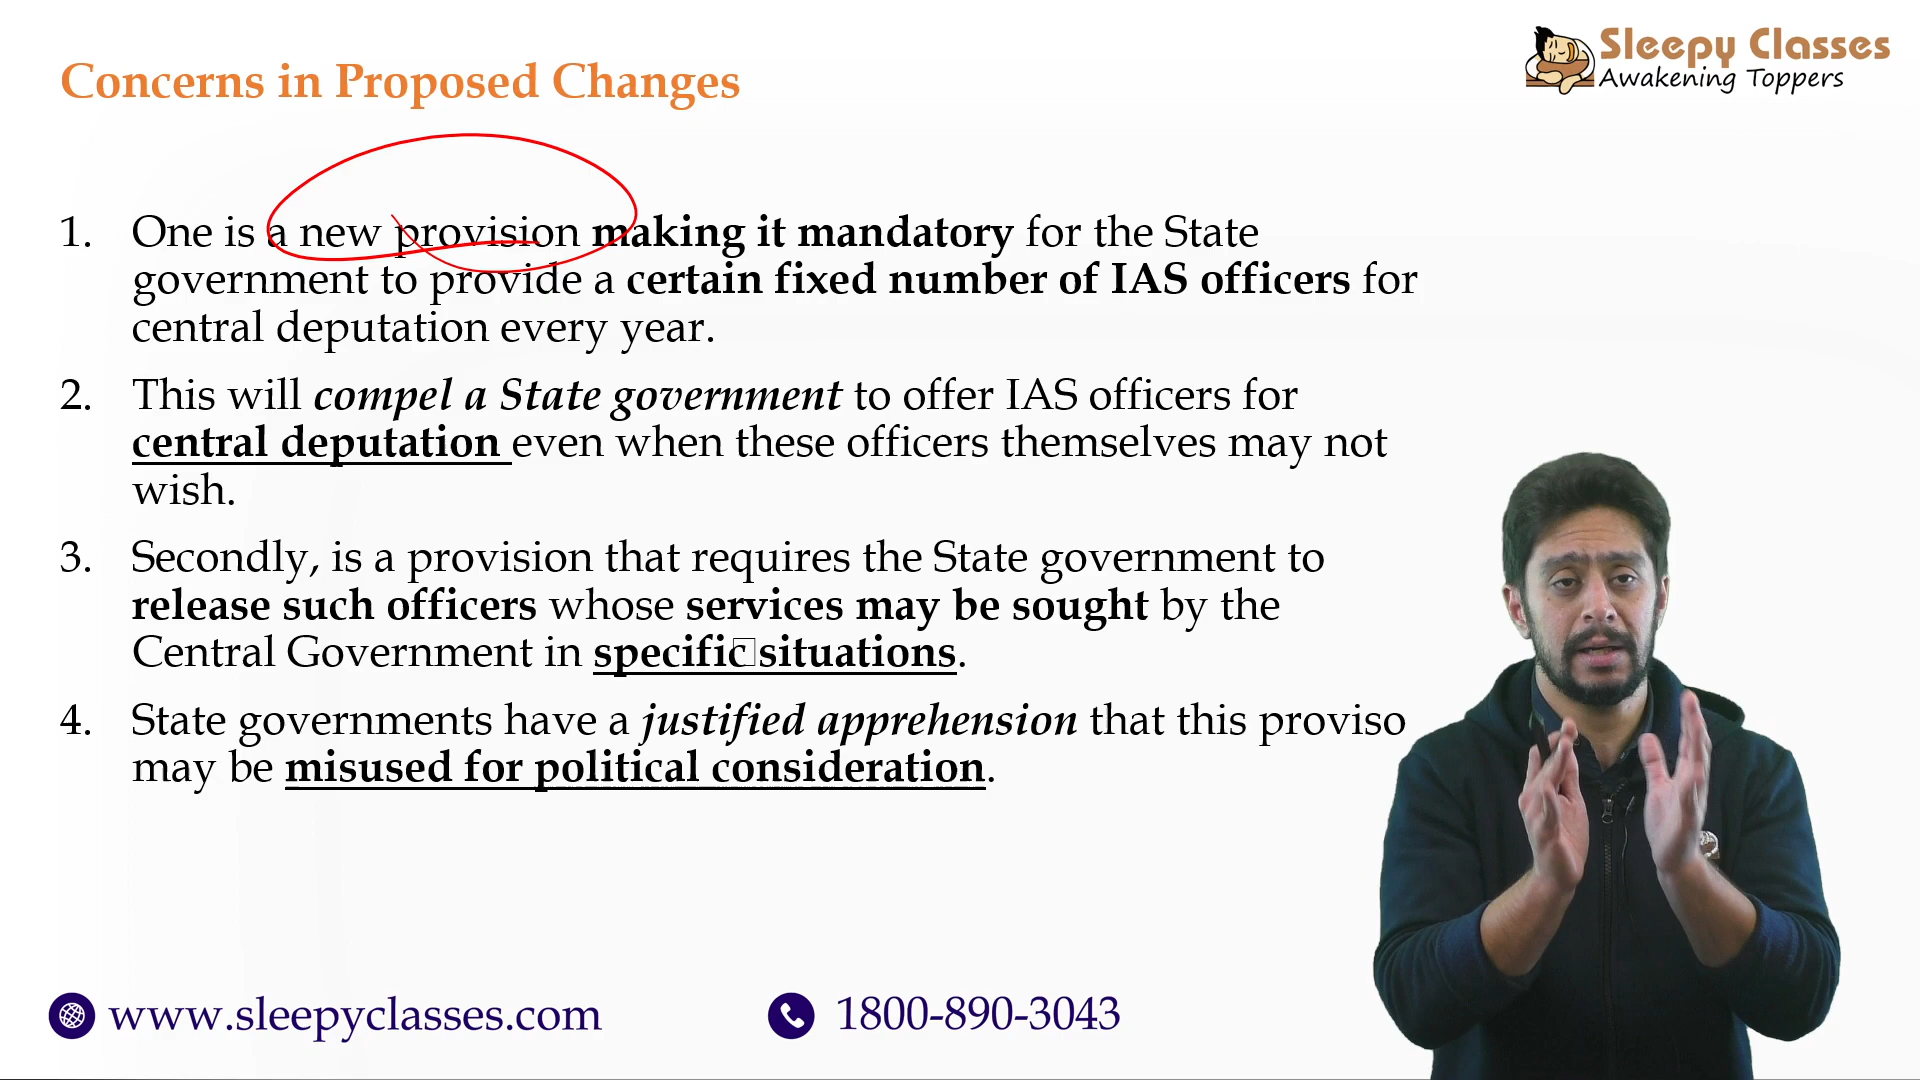 Sleepy Classes
Awakening Toppers
Concerns in Proposed Changes
1. One is a new provision making it mandatory for the State
government to provide a certain fixed number of IAS officers for
central deputation every year.
2. This will compel a State government to offer IAS officers for
central deputation even when these officers themselves may not
wish.
3. Secondly, is a provision that requires the State government to
release such officers whose services may be sought by the
Central Government in specific situations.
4. State governments have a justified apprehension that this proviso
may be misused for political consideration.
www.sleepyclasses.com
1800-890-3043